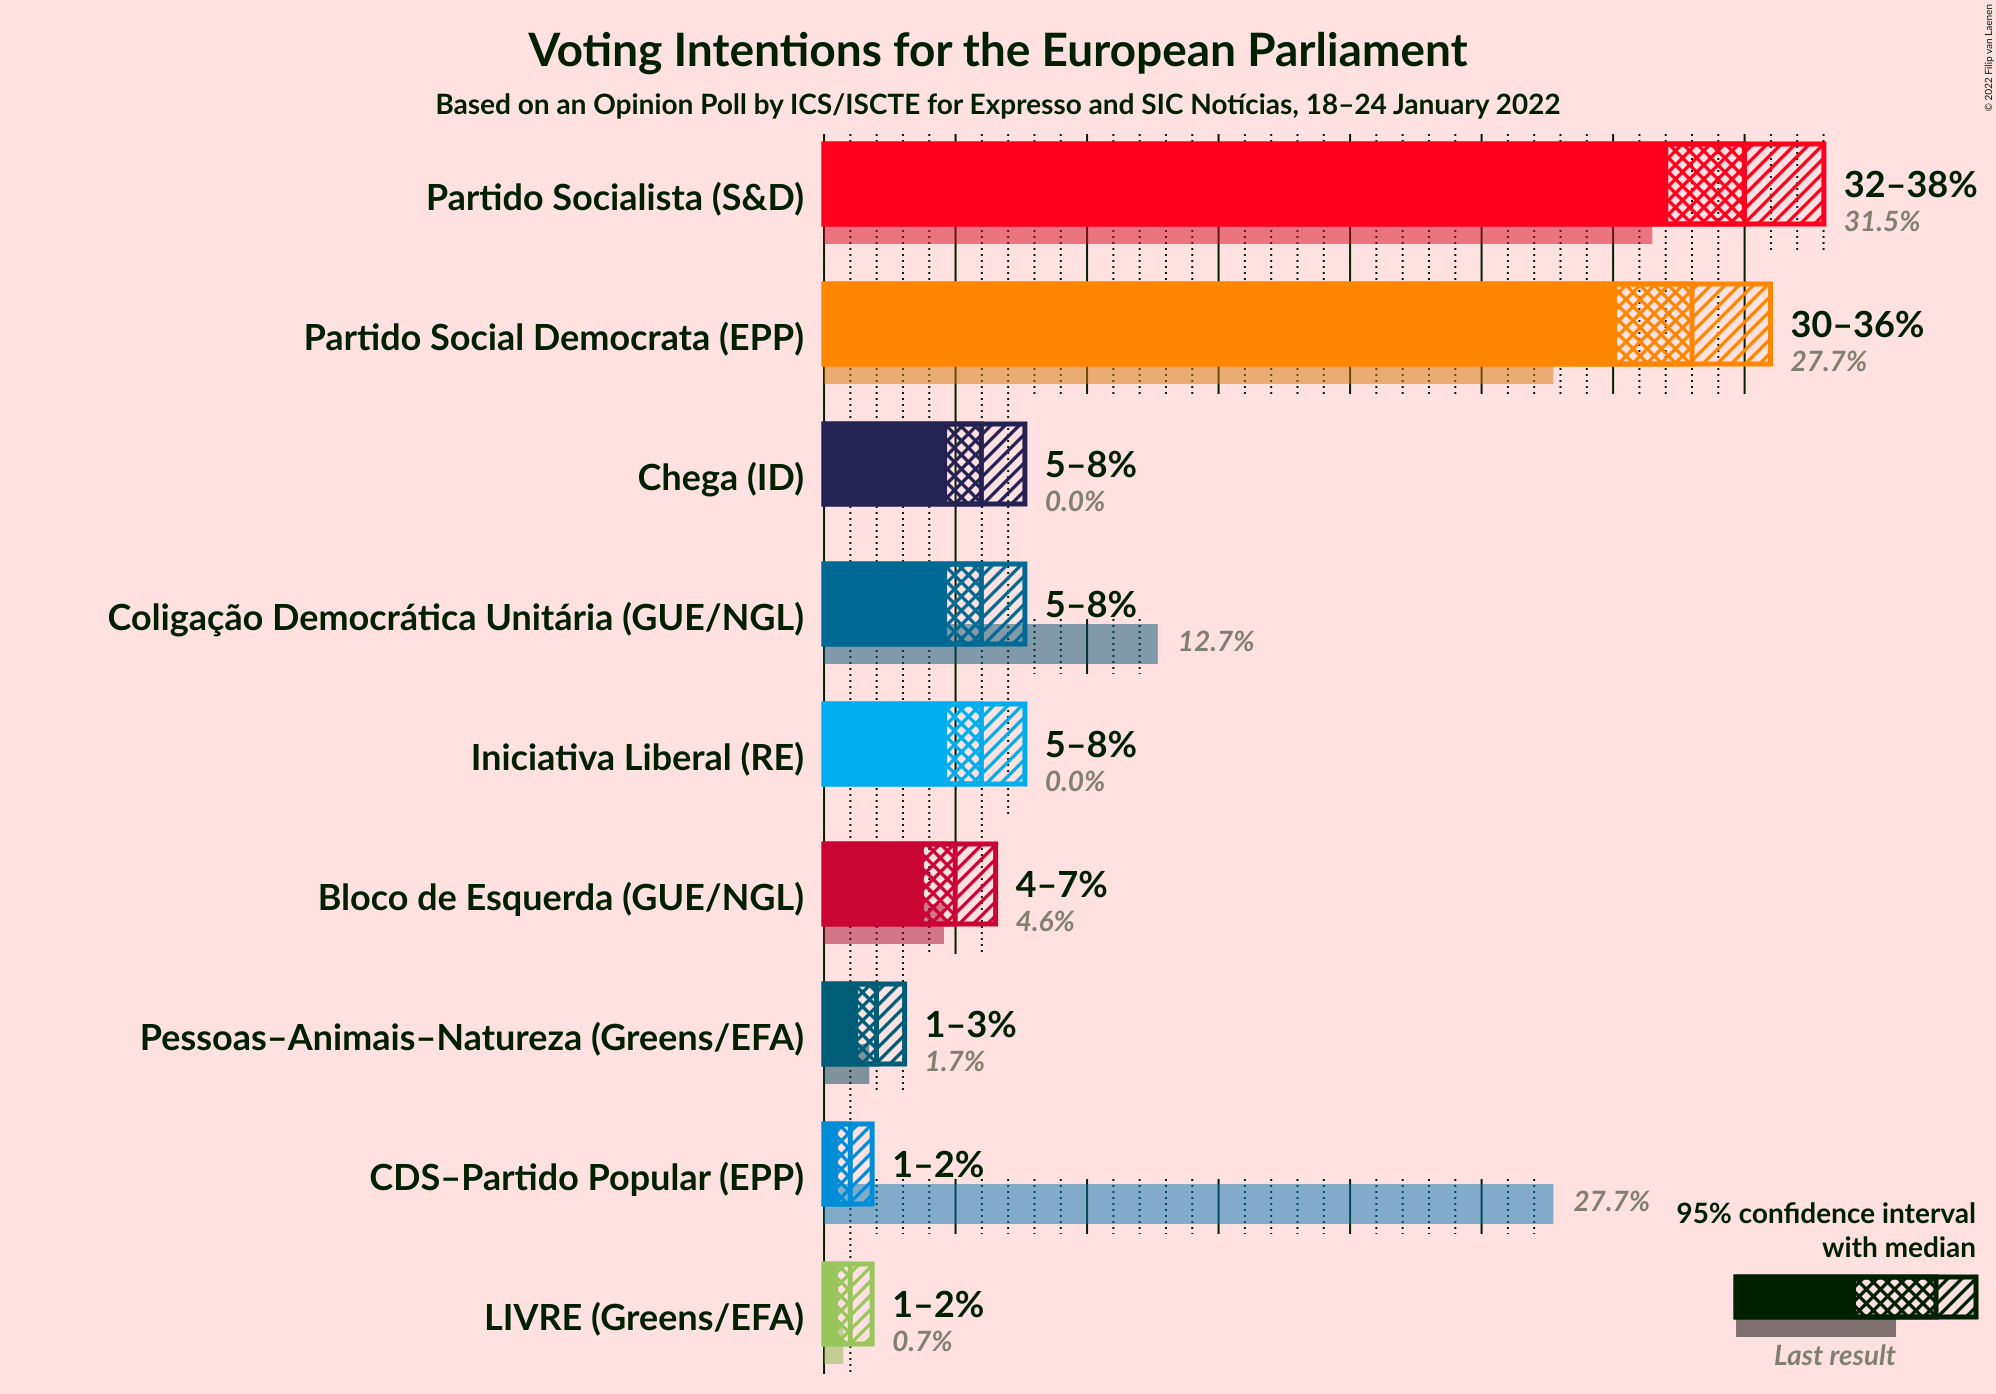 Voting Intentions for the European Parliament
Based on an Opinion Poll by ICS/ISCTE for Expresso and SIC Notícias, 18–24 January 2022
© 2022 Filip van Laenen
Partido Socialista (S&D)
32–38%
31.5%
Partido Social Democrata (EPP)
30–36%
27.7%
Chega (ID)
5–8%
0.0%
Coligação Democrática Unitária (GUE/NGL)
5–8%
12.7%
Iniciativa Liberal (RE)
5–8%
0.0%
Bloco de Esquerda (GUE/NGL)
4–7%
4.6%
Pessoas–Animais–Natureza (Greens/EFA)
1–3%
1.7%
CDS–Partido Popular (EPP)
1–2%
27.7%
LIVRE (Greens/EFA)
1–2%
0.7%
95% confidence interval
with median
Last result